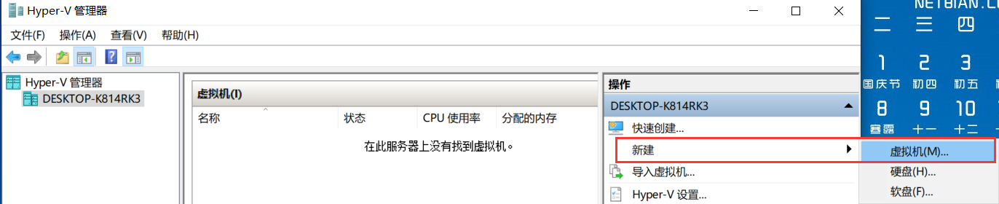 Hyper-V 管理器
文件(F) 操作(A) 查看(V) 帮助(H)
Hyper-V 管理器
DESKTOP-K814RK3
虚拟机(I)
名称 状态 CPU 使用率 分配的内存
在此服务器上没有找到虚拟机。
操作
DESKTOP-K814RK3
快速创建...
新建
导入虚拟机...
Hyper-V 设置...
虚拟机(M)...
硬盘(H)...
软盘(F)...
NETBIAN.C
二 三 四
1 2 3
国庆节 初四 初五
8 9 10
寒露 十一 十二